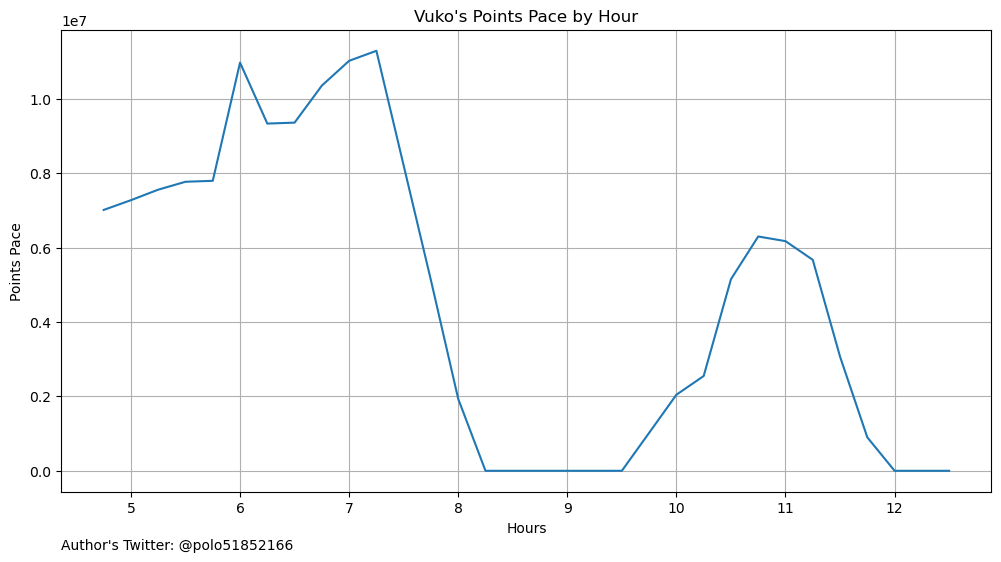 Vuko's Points Pace by Hour
1e7
1.0
0.8
0.6
0.4
0.2
0.0
Points Pace
5 6 7 8 9 10 11 12
Hours
Author's Twitter: @polo51852166